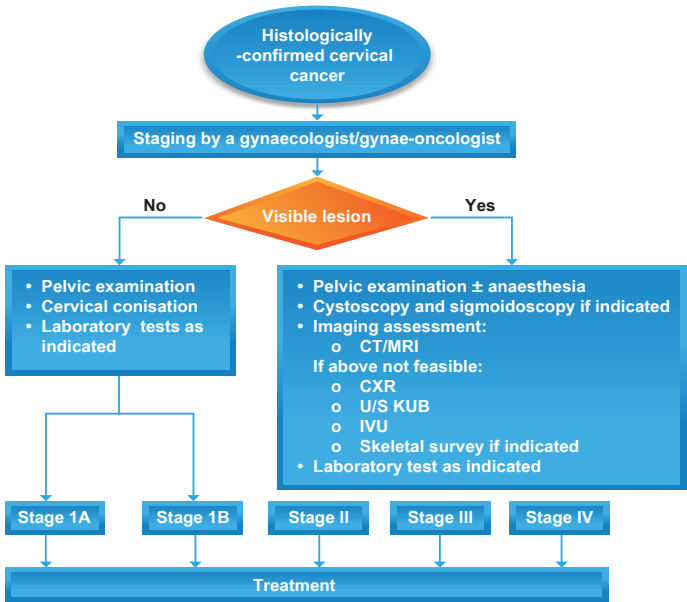 Histologically
-confirmed cervical
cancer
Staging by a gynaecologist/gynae-oncologist
No
Visible lesion
Yes
• Pelvic examination
• Cervical conisation
• Laboratory tests as
indicated
• Pelvic examination ± anaesthesia
• Cystoscopy and sigmoidoscopy if indicated
• Imaging assessment:
o CT/MRI
If above not feasible:
o CXR
o U/S KUB
o IVU
o Skeletal survey if indicated
• Laboratory test as indicated
Stage 1A
Stage 1B
Stage II
Stage III
Stage IV
Treatment